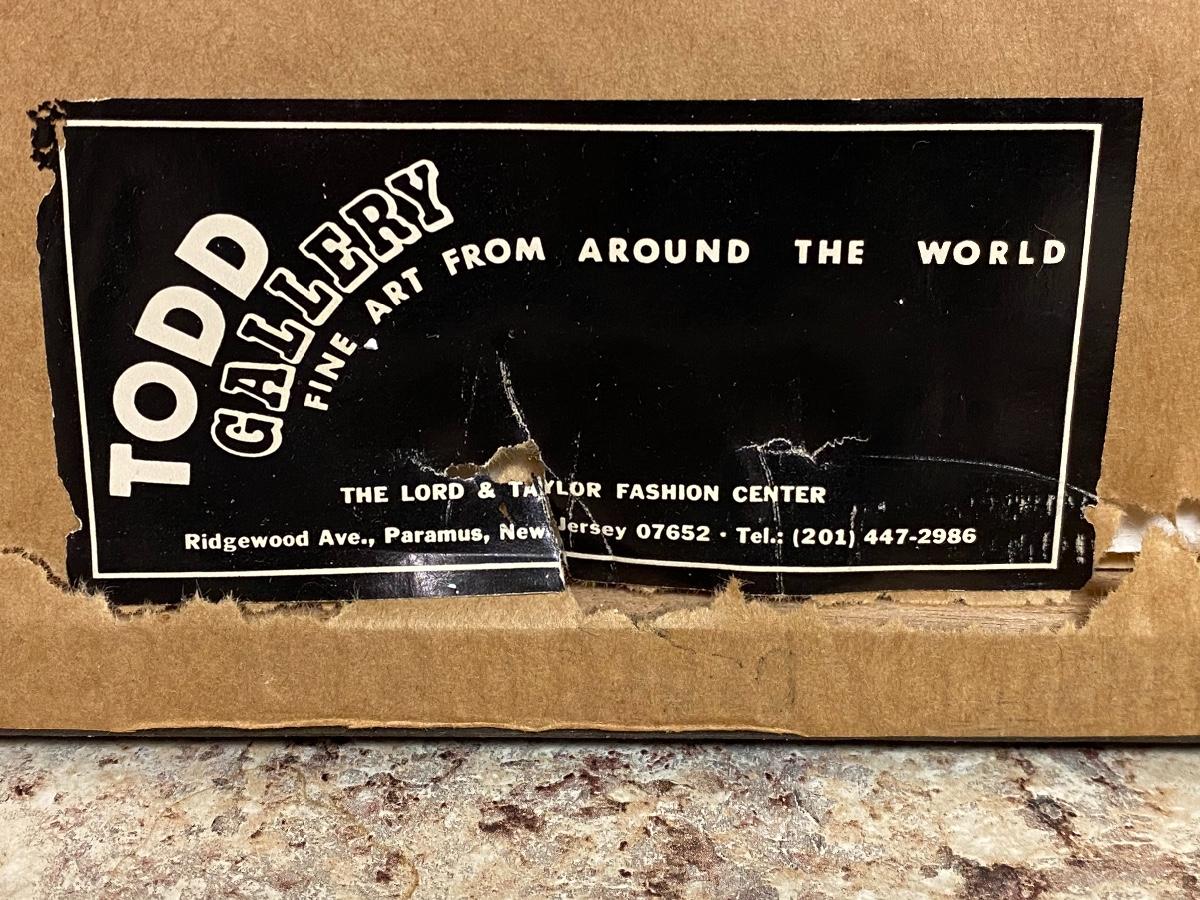 TODD
GALLERY
FINE ART FROM AROUND THE WORLD
THE LORD & TAYLOR FASHION CENTER
Ridgewood Ave., Paramus, New Jersey 07652 · Tel.: (201) 447-2986